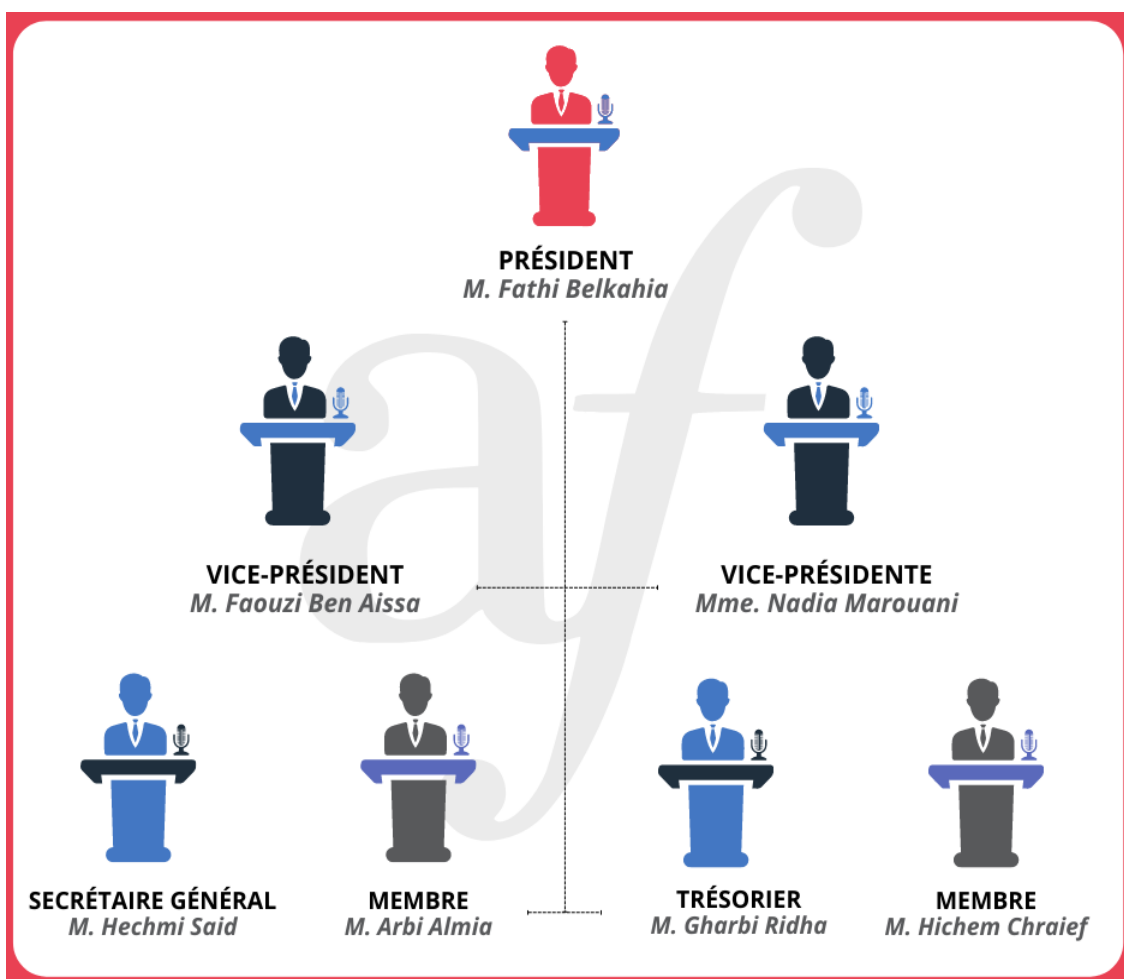 af
PRÉSIDENT
M. Fathi Belkahia
VICE-PRÉSIDENT
M. Faouzi Ben Aissa
VICE-PRÉSIDENTE
Mme. Nadia Marouani
SECRÉTAIRE GÉNÉRAL
M. Hechmi Said
MEMBRE
M. Arbi Almia
TRÉSORIER
M. Gharbi Ridha
MEMBRE
M. Hichem Chraief